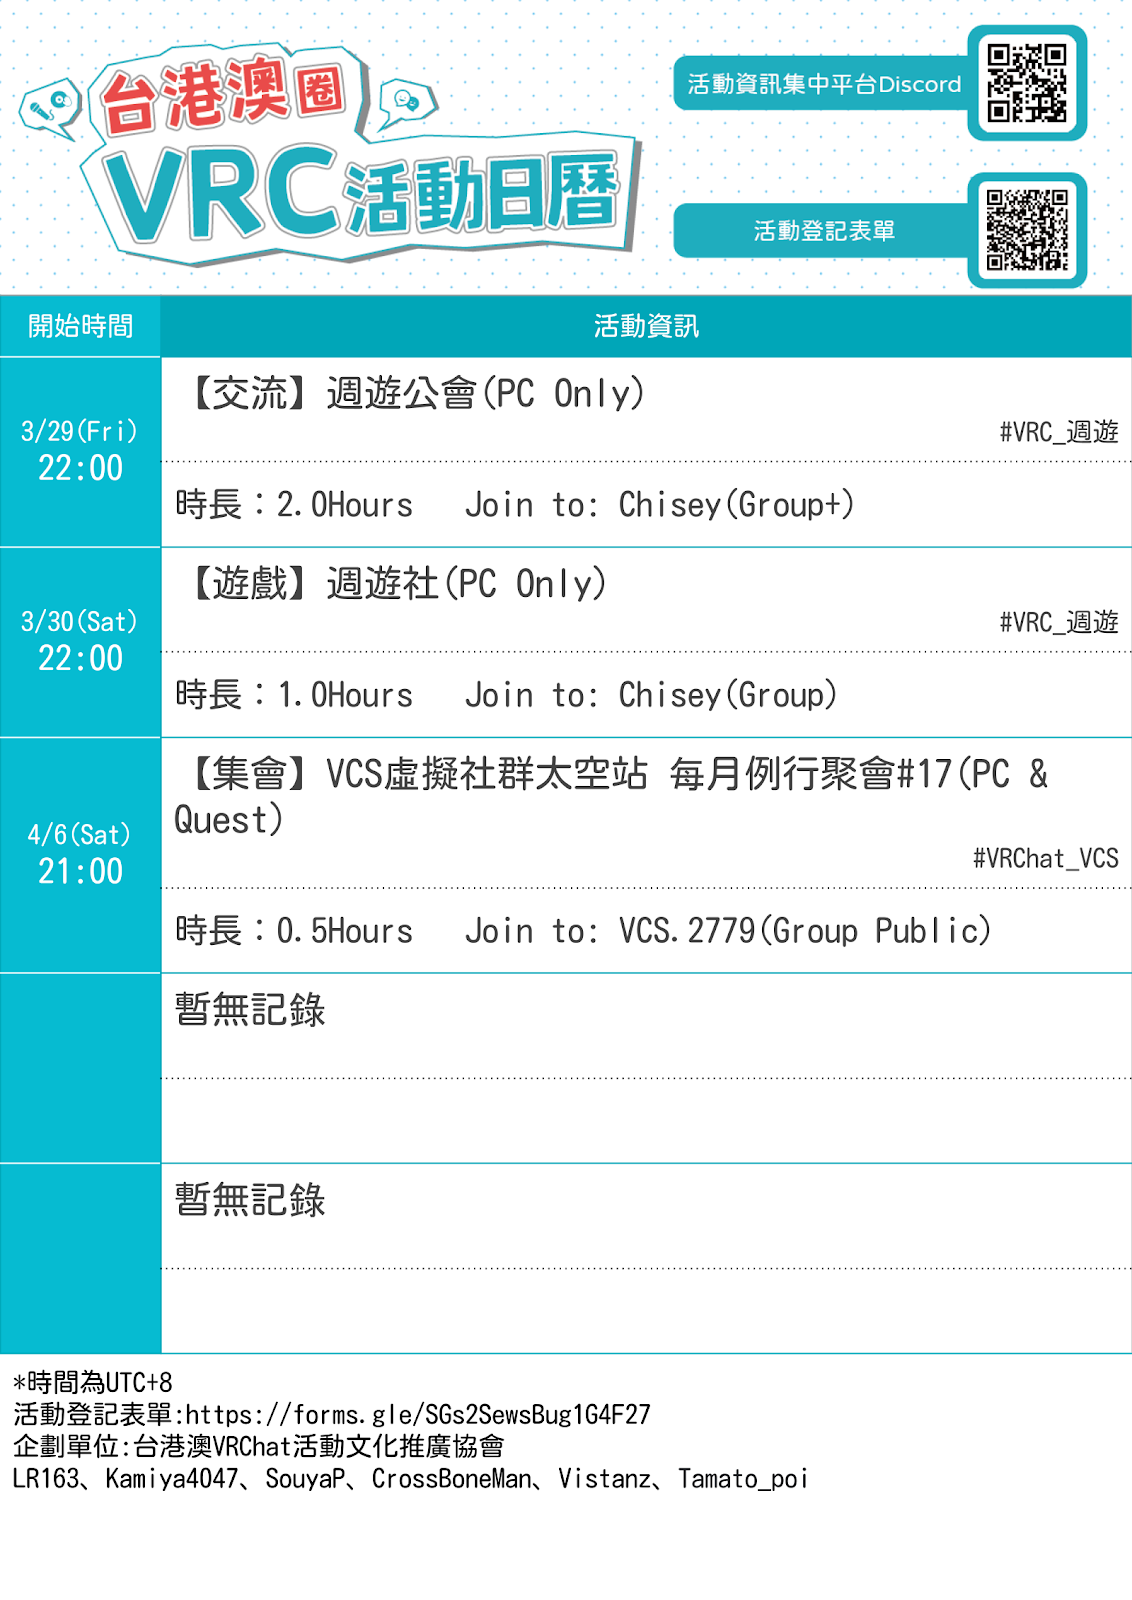 台港澳圈
VRC活動日曆
活動資訊集中平台Discord
活動登記表單
開始時間
活動資訊
3/29(Fri)
22:00
【交流】週遊公會(PC Only)
#VRC_週遊
時長：2.0Hours Join to: Chisey(Group+)
3/30(Sat)
22:00
【遊戲】週遊社(PC Only)
#VRC_週遊
時長：1.0Hours Join to: Chisey(Group)
4/6(Sat)
21:00
【集會】VCS虛擬社群太空站 每月例行聚會#17(PC &
Quest)
#VRChat_VCS
時長：0.5Hours Join to: VCS.2779(Group Public)
暫無記錄
暫無記錄
*時間為UTC+8
活動登記表單:https://forms.gle/SGs2SewsBug1G4F27
企劃單位:台港澳VRChat活動文化推廣協會
LR163、Kamiya4047、SouyaP、CrossBoneMan、Vistanz、Tamato_poi